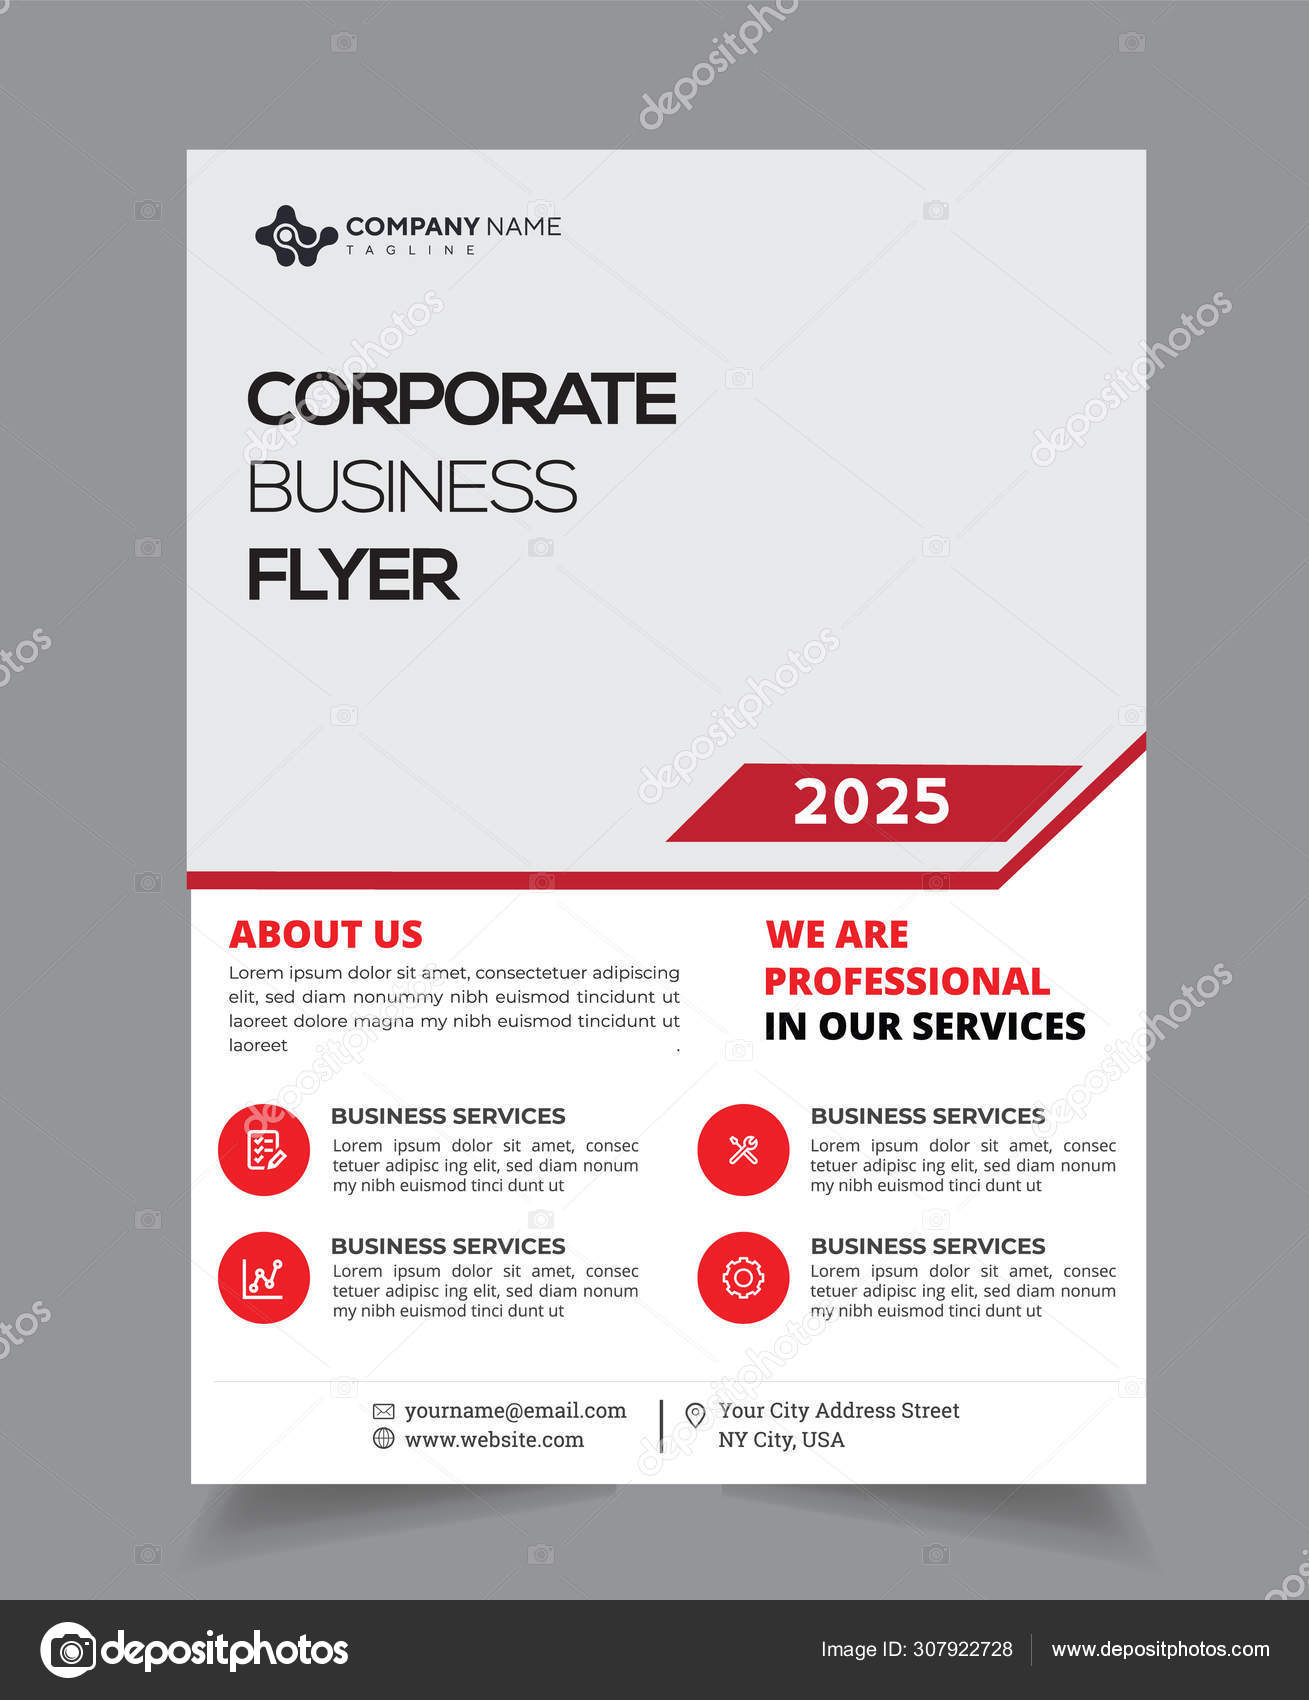 COMPANY NAME
TAGLINE
CORPORATE
BUSINESS
FLYER
2025
ABOUT US
Lorem ipsum dolor sit amet, consectetuer adipiscing
elit, sed diam nonummy nibh euismod tincidunt ut
laoreet dolore magna my nibh euismod tincidunt ut
laoreet .
WE ARE
PROFESSIONAL
IN OUR SERVICES
BUSINESS SERVICES
Lorem ipsum dolor sit amet, consec
tetuer adipisc ing elit, sed diam nonum
my nibh euismod tinci dunt ut
BUSINESS SERVICES
Lorem ipsum dolor sit amet, consec
tetuer adipisc ing elit, sed diam nonum
my nibh euismod tinci dunt ut
BUSINESS SERVICES
Lorem ipsum dolor sit amet, consec
tetuer adipisc ing elit, sed diam nonum
my nibh euismod tinci dunt ut
BUSINESS SERVICES
Lorem ipsum dolor sit amet, consec
tetuer adipisc ing elit, sed diam nonum
my nibh euismod tinci dunt ut
yourname@email.com
www.website.com
Your City Address Street
NY City, USA
depositphotos
Image ID: 307922728
www.depositphotos.com